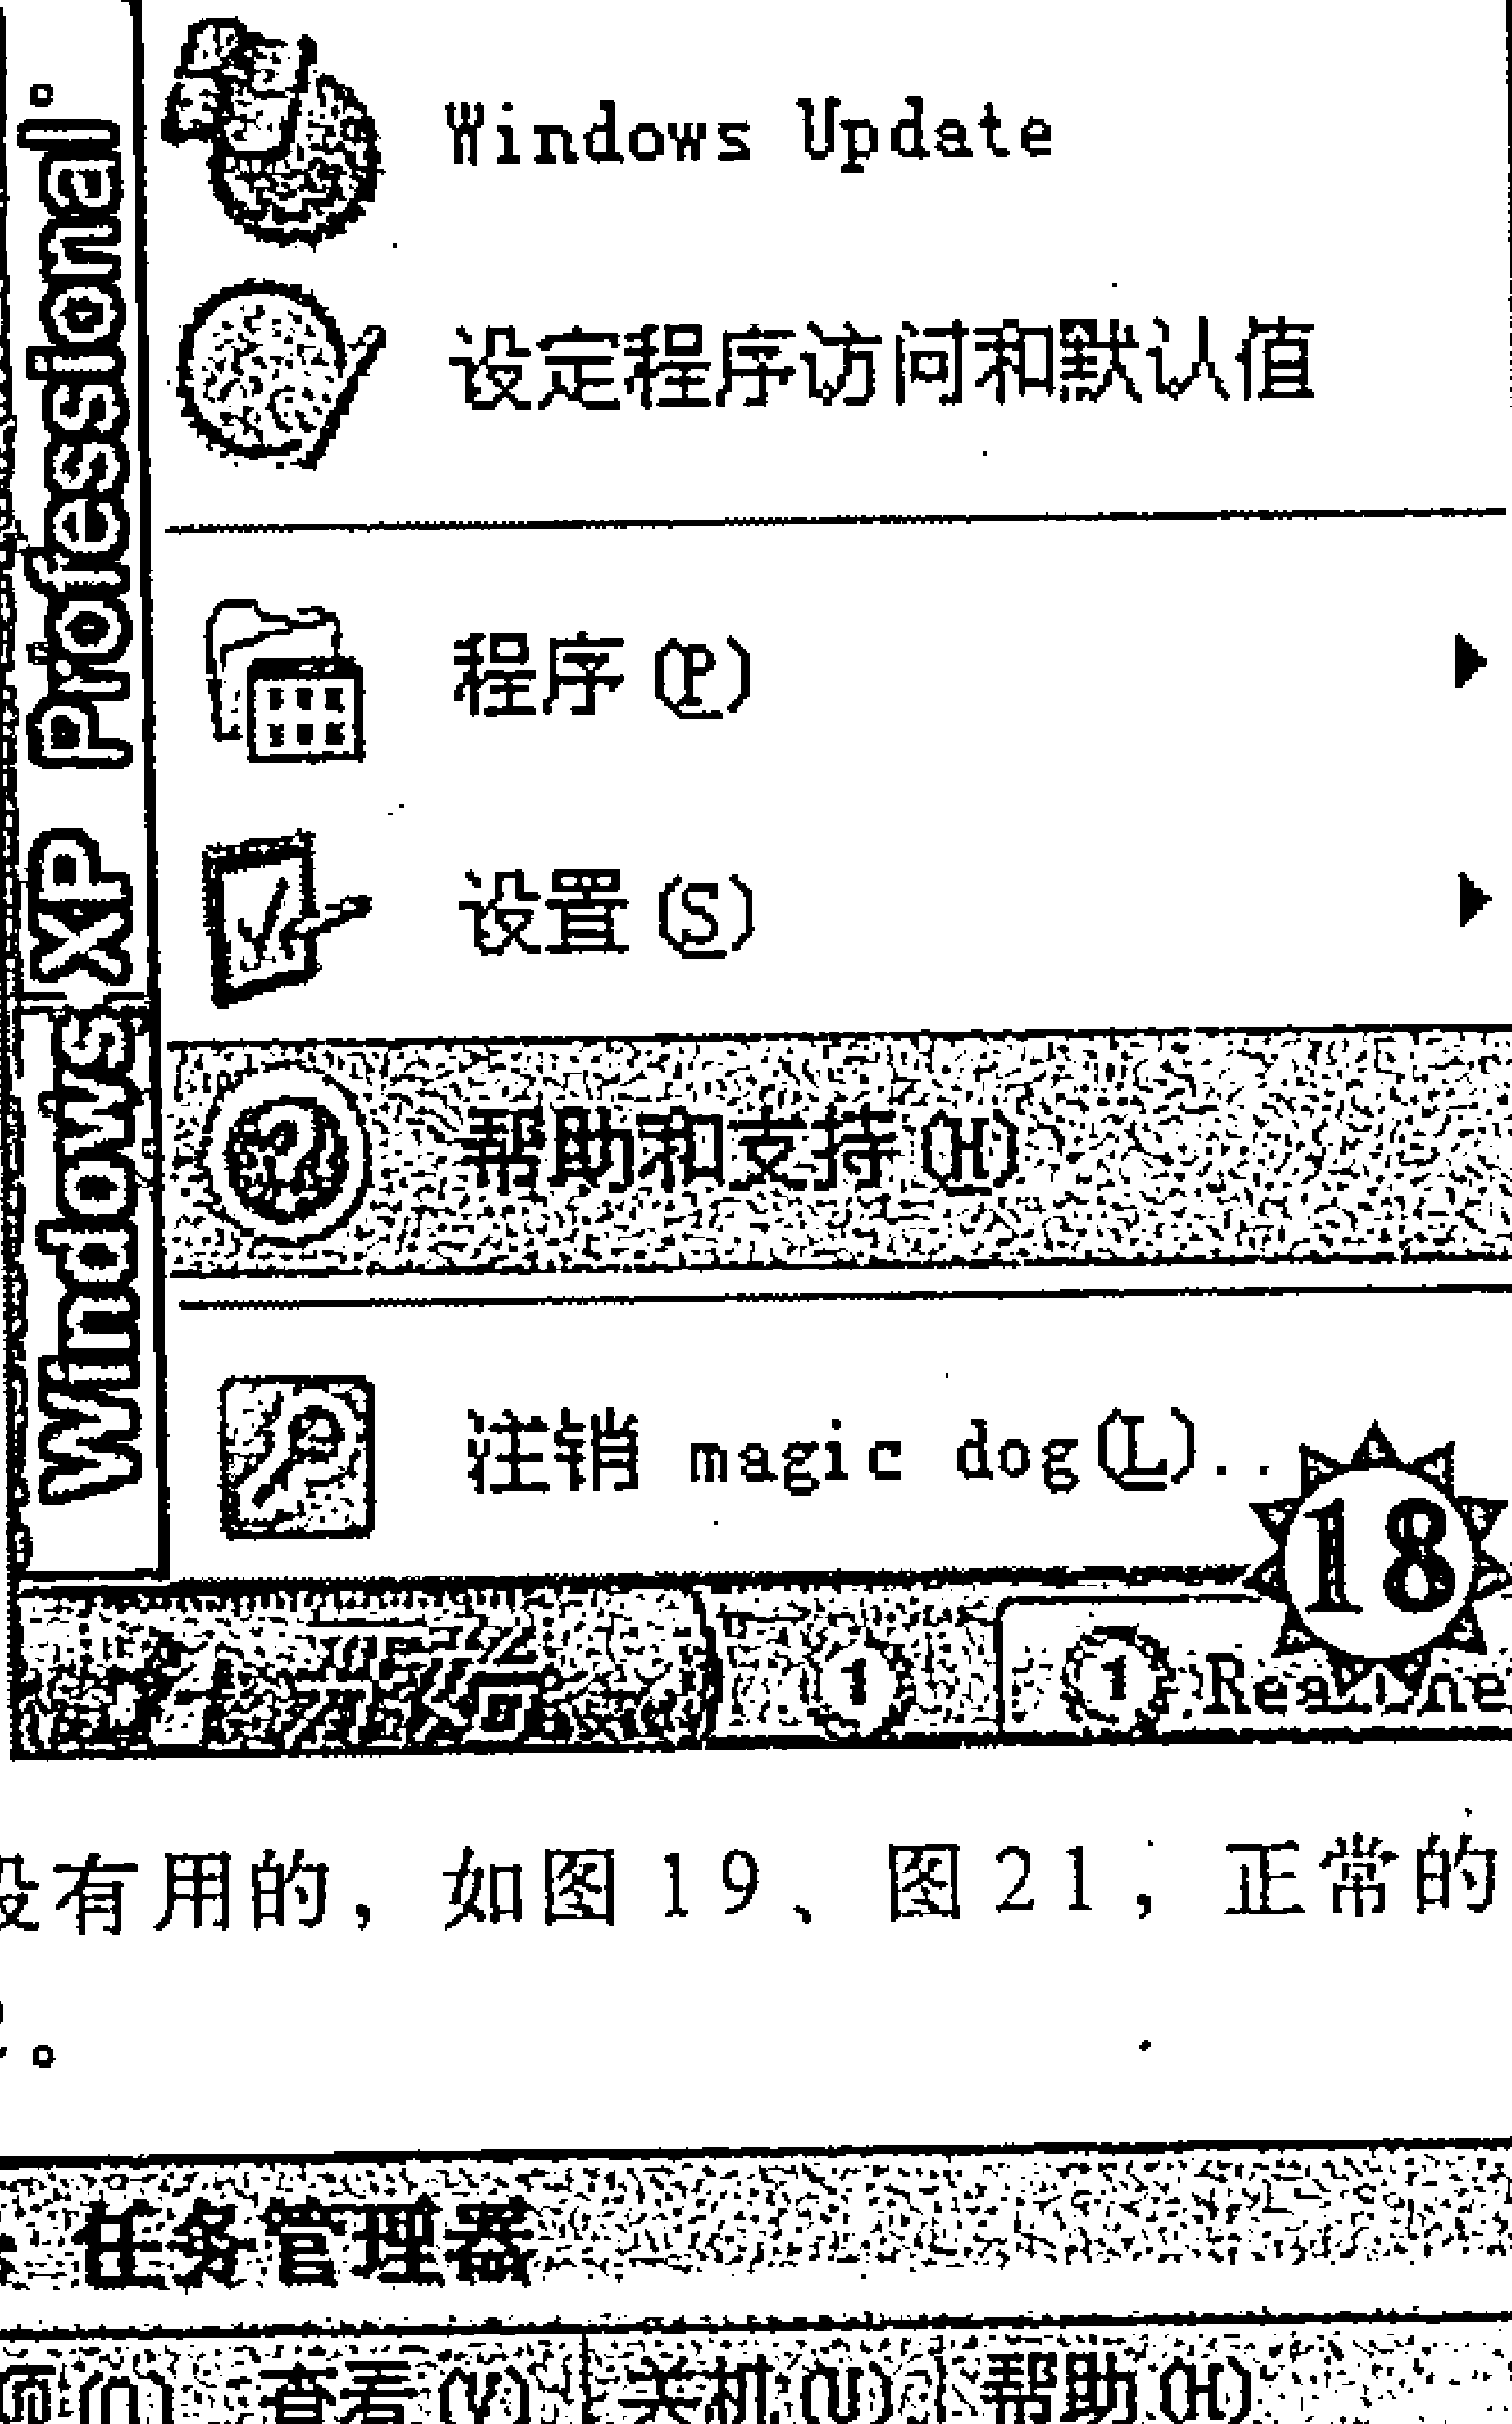 Windows XP Professional
Windows Update
设定程序访问和默认值
程序(P)
设置(S)
帮助和支持(H)
注销 magic dog(L)..
18
开始
没有用的，如图19、图21，正常的
。
任务管理器
查看(V) 关机(U) 帮助(H)